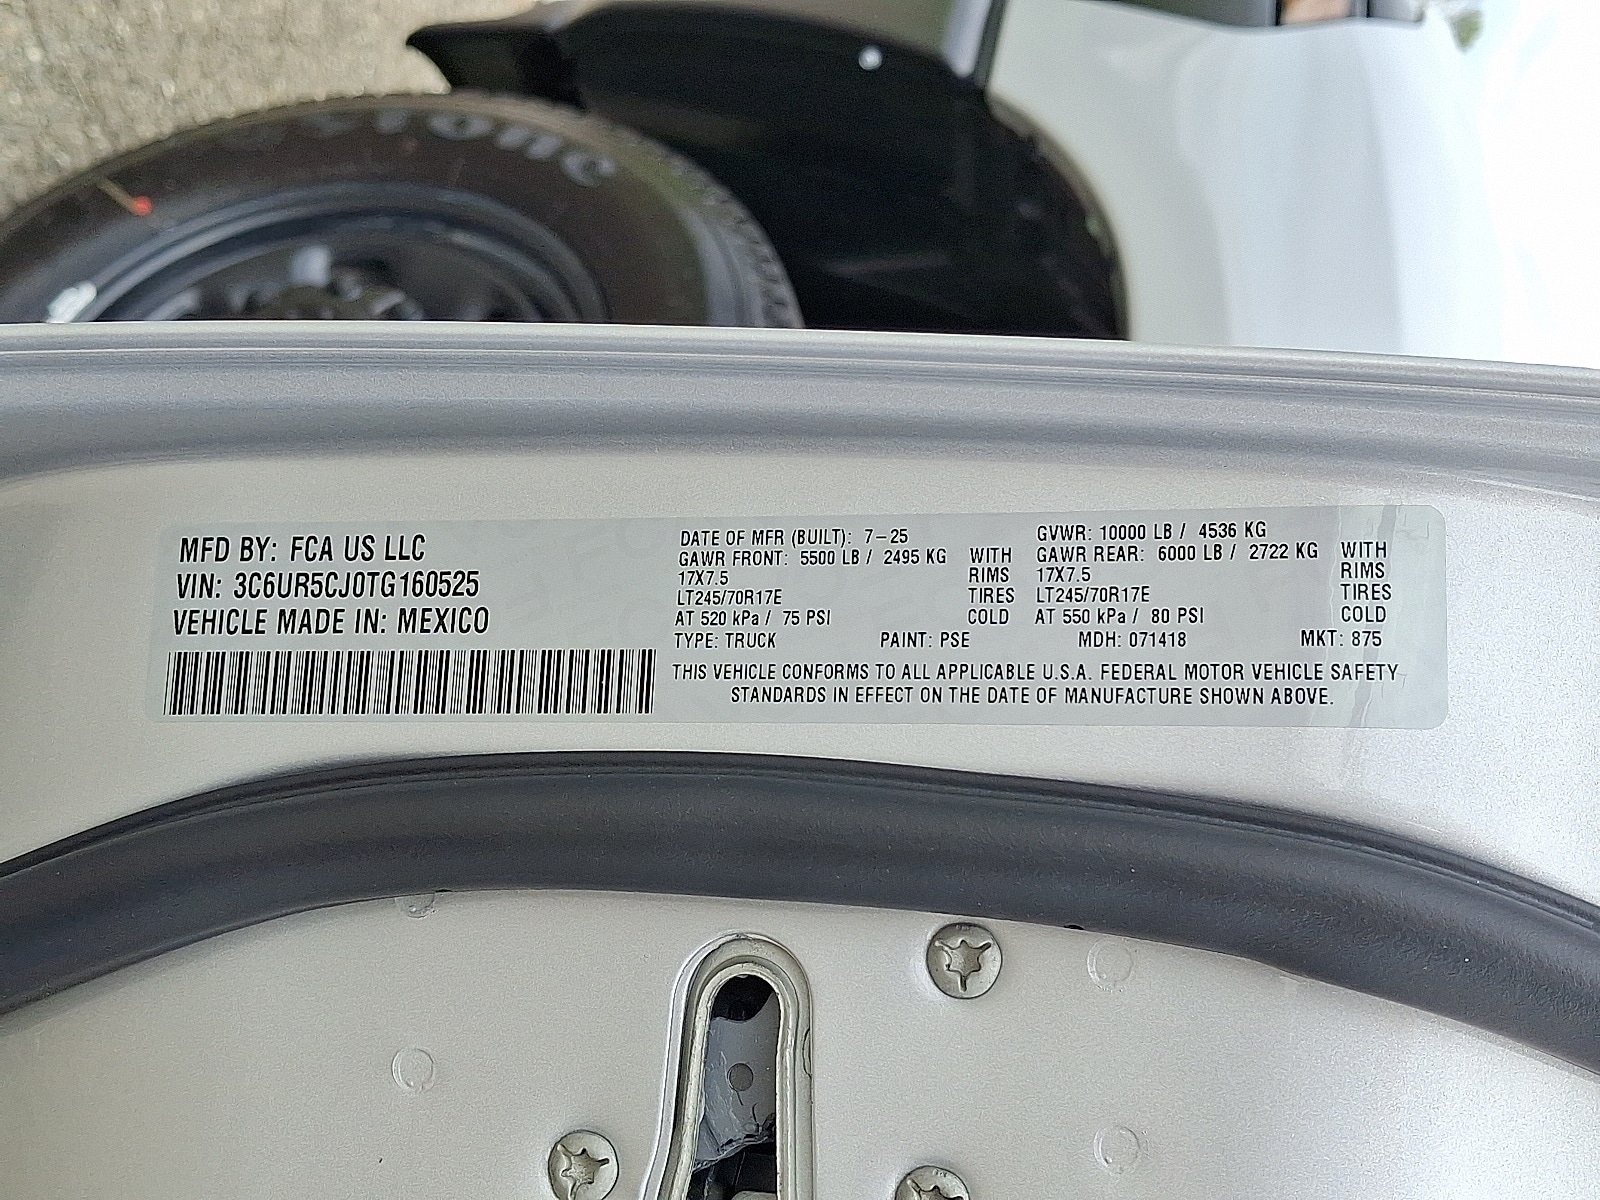 MFD BY: FCA US LLC
VIN: 3C6UR5CJ0TG160525
VEHICLE MADE IN: MEXICO
DATE OF MFR (BUILT): 7-25
GAWR FRONT: 5500 LB / 2495 KG WITH
17X7.5 RIMS
LT245/70R17E TIRES
AT 520 kPa / 75 PSI COLD
GVWR: 10000 LB / 4536 KG
GAWR REAR: 6000 LB / 2722 KG WITH
17X7.5 RIMS
LT245/70R17E TIRES
AT 550 kPa / 80 PSI COLD
TYPE: TRUCK PAINT: PSE MDH: 071418 MKT: 875
THIS VEHICLE CONFORMS TO ALL APPLICABLE U.S.A. FEDERAL MOTOR VEHICLE SAFETY
STANDARDS IN EFFECT ON THE DATE OF MANUFACTURE SHOWN ABOVE.